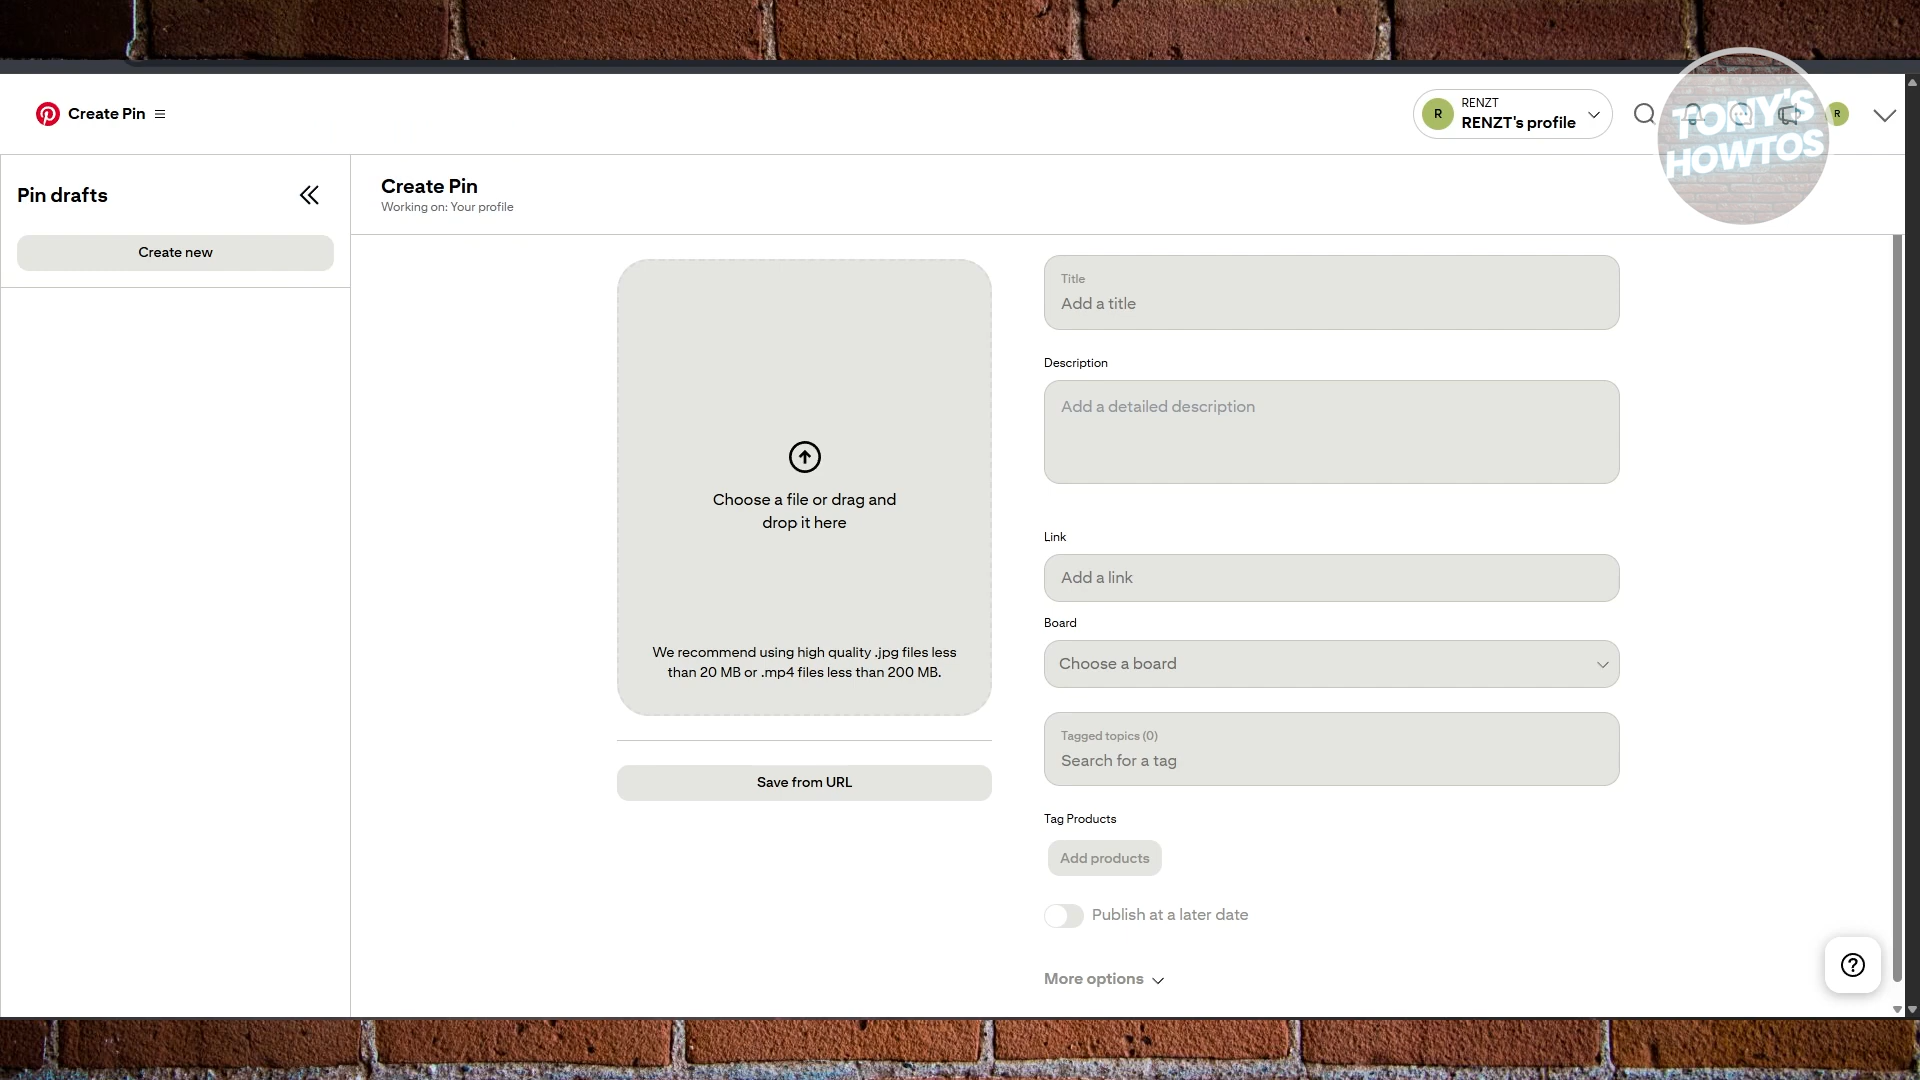 Create Pin
R
RENZT
RENZT's profile
R
TONY'S
HOWTOS
Pin drafts
Create new
Create Pin
Working on: Your profile
Choose a file or drag and
drop it here
We recommend using high quality .jpg files less
than 20 MB or .mp4 files less than 200 MB.
Save from URL
Title
Add a title
Description
Add a detailed description
Link
Add a link
Board
Choose a board
Tagged topics (0)
Search for a tag
Tag Products
Add products
Publish at a later date
More options